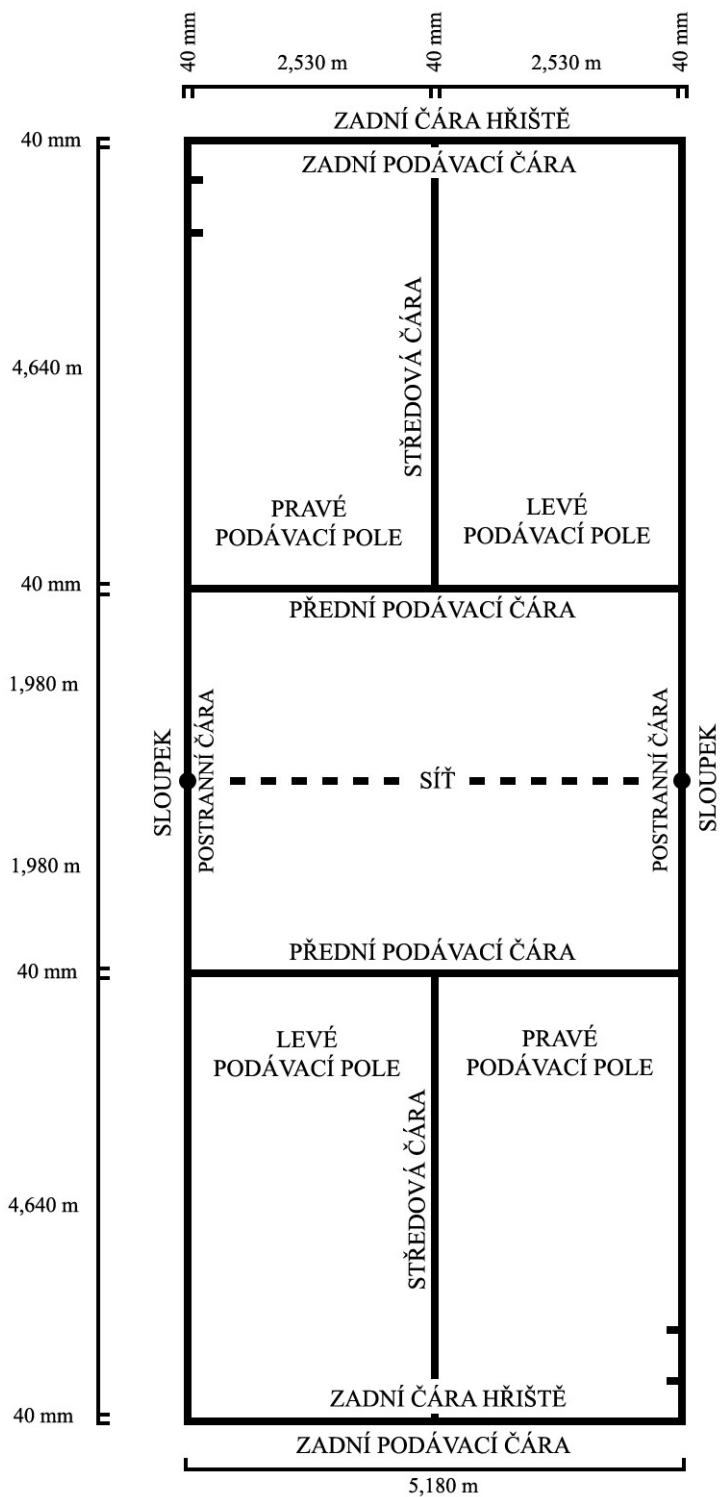 40 mm
2,530 m
40 mm
2,530 m
40 mm
ZADNÍ ČÁRA HŘIŠTĚ
40 mm
ZADNÍ PODÁVACÍ ČÁRA
STŘEDOVÁ ČÁRA
4,640 m
PRAVÉ
PODÁVACÍ POLE
LEVÉ
PODÁVACÍ POLE
40 mm
PŘEDNÍ PODÁVACÍ ČÁRA
1,980 m
SLOUPEK
POSTRANNÍ ČÁRA
SÍŤ
POSTRANNÍ ČÁRA
SLOUPEK
1,980 m
PŘEDNÍ PODÁVACÍ ČÁRA
40 mm
LEVÉ
PODÁVACÍ POLE
PRAVÉ
PODÁVACÍ POLE
STŘEDOVÁ ČÁRA
4,640 m
ZADNÍ ČÁRA HŘIŠTĚ
40 mm
ZADNÍ PODÁVACÍ ČÁRA
5,180 m